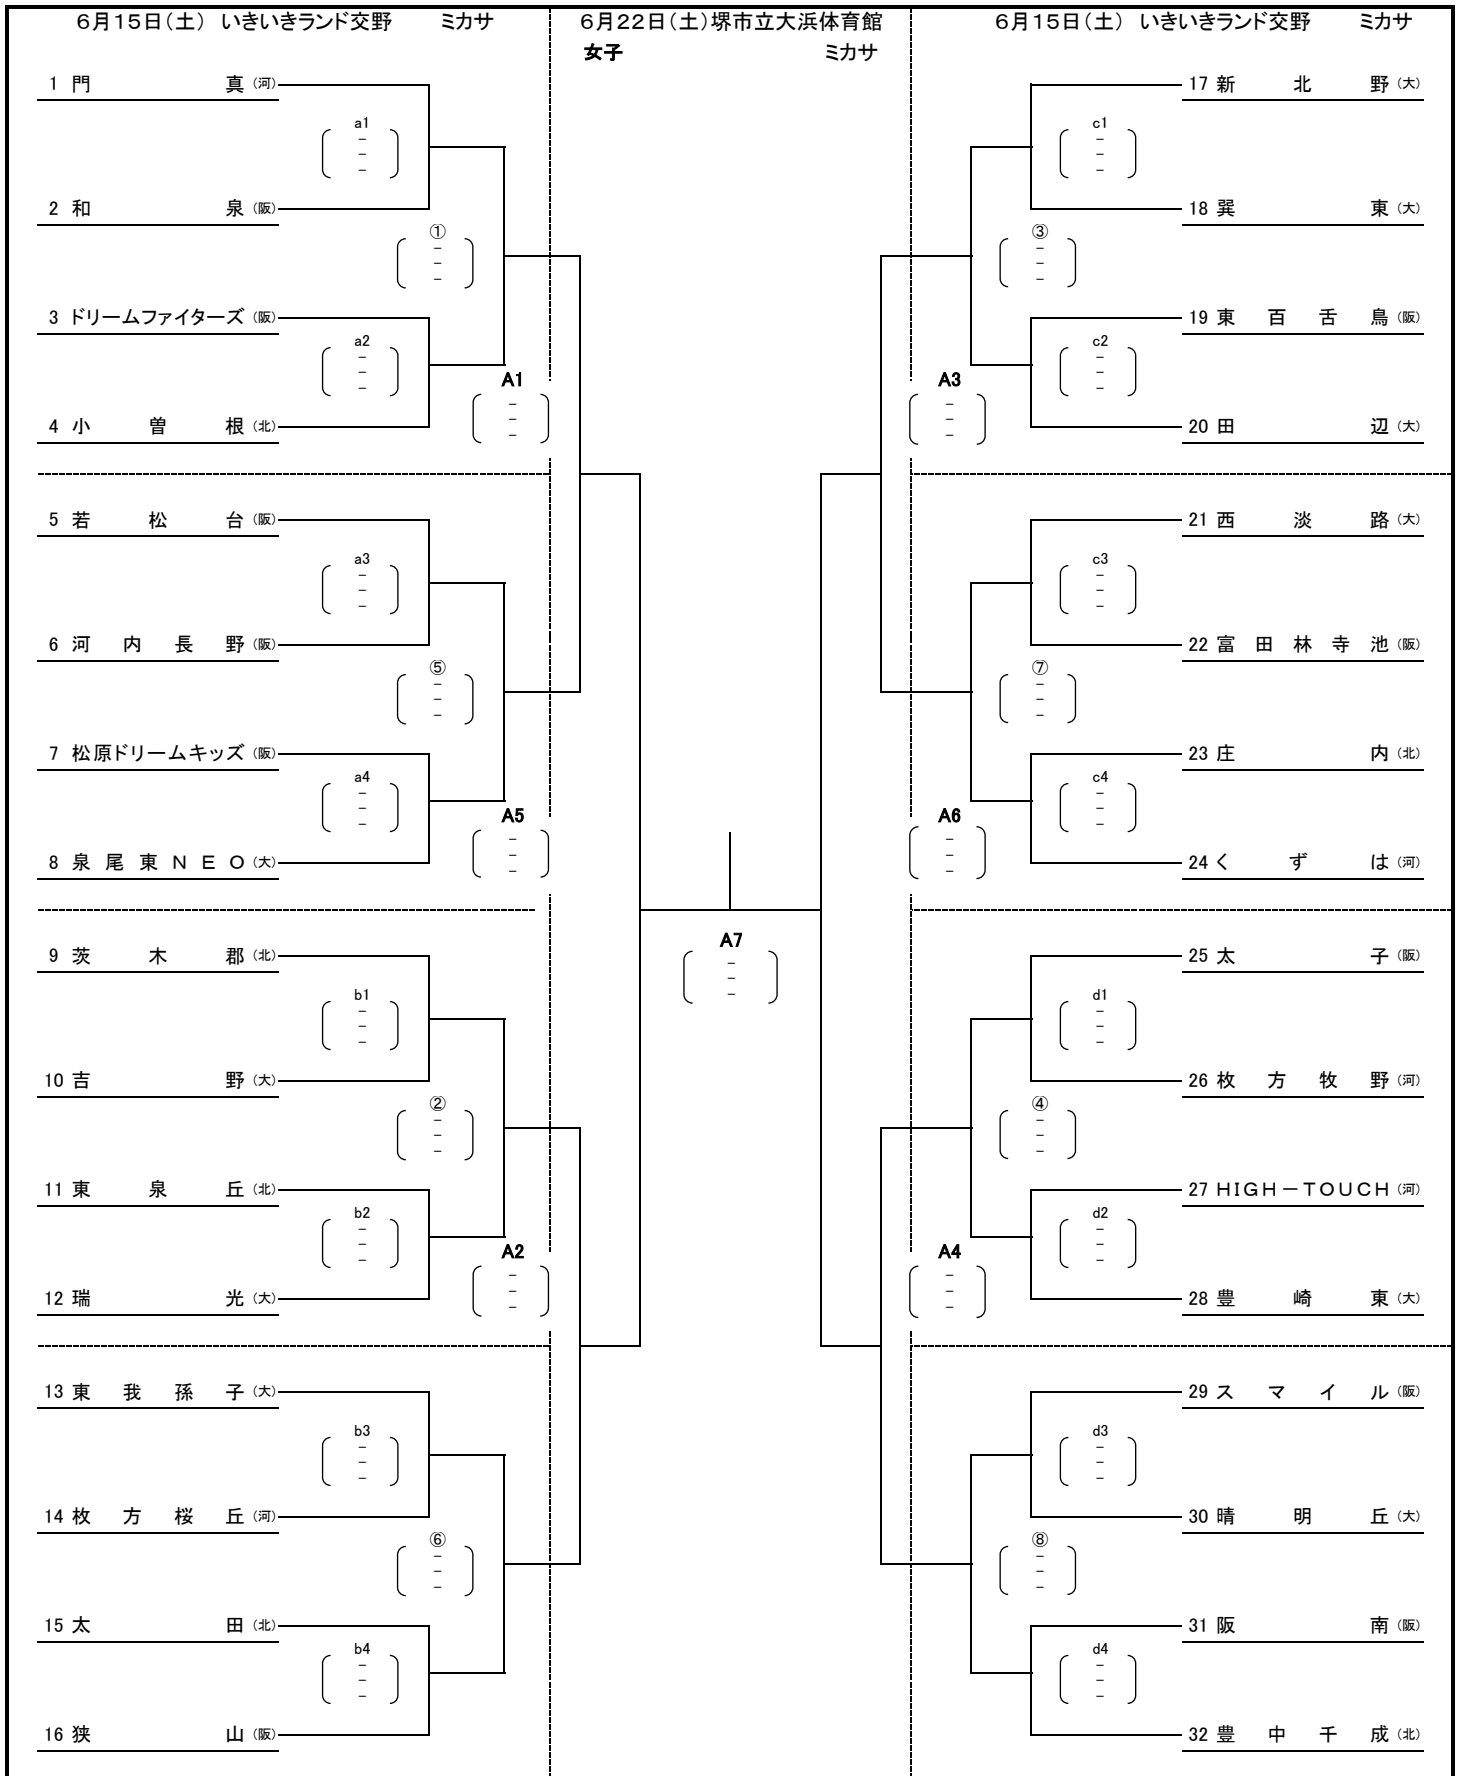 6月15日(土) いきいきランド交野 ミカサ
6月22日(土)堺市立大浜体育館
女子 ミカサ
6月15日(土) いきいきランド交野 ミカサ
1 門真(河)
a1
-
-
-
2 和泉(阪)
①
-
-
-
3 ドリームファイターズ(阪)
a2
-
-
-
A1
-
-
-
4 小曽根(北)
5 若松台(阪)
a3
-
-
-
6 河内長野(阪)
⑤
-
-
-
7 松原ドリームキッズ(阪)
a4
-
-
-
A5
-
-
-
8 泉尾東NEO(大)
9 茨木郡(北)
b1
-
-
-
10 吉野(大)
②
-
-
-
11 東泉丘(北)
b2
-
-
-
A2
-
-
-
12 瑞光(大)
13 東我孫子(大)
b3
-
-
-
14 枚方桜丘(河)
⑥
-
-
-
15 太田(北)
b4
-
-
-
16 狭山(阪)
A7
-
-
-
17 新北野(大)
c1
-
-
-
18 巽東(大)
③
-
-
-
19 東百舌鳥(阪)
c2
-
-
-
A3
-
-
-
20 田辺(大)
21 西淡路(大)
c3
-
-
-
22 富田林寺池(阪)
⑦
-
-
-
23 庄内(北)
c4
-
-
-
A6
-
-
-
24 くずは(河)
25 太子(阪)
d1
-
-
-
26 枚方牧野(河)
④
-
-
-
27 HIGH-TOUCH(河)
d2
-
-
-
A4
-
-
-
28 豊崎東(大)
29 スマイル(阪)
d3
-
-
-
30 晴明丘(大)
⑧
-
-
-
31 阪南(阪)
d4
-
-
-
32 豊中千成(北)